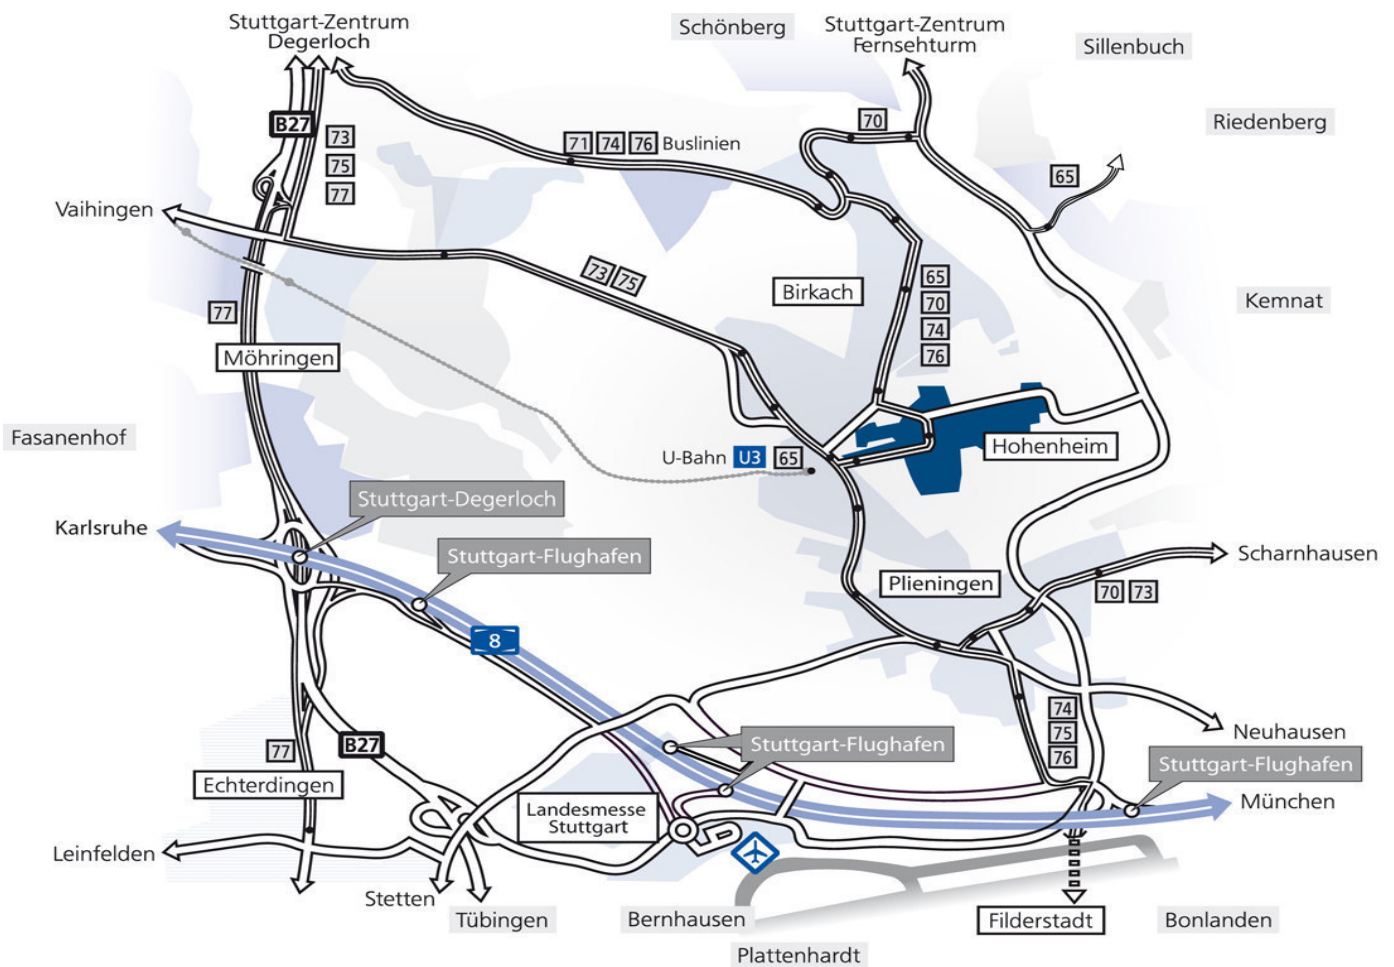 Stuttgart-Zentrum
Degerloch
Schönberg
Stuttgart-Zentrum
Fernsehturm
Sillenbuch
Riedenberg
B27
73
75
77
71 74 76 Buslinien
70
65
Vaihingen
73 75
Birkach
65
70
74
76
Kemnat
77
Möhringen
Fasanenhof
Hohenheim
U-Bahn U3 65
Stuttgart-Degerloch
Karlsruhe
Stuttgart-Flughafen
Scharnhausen
Plieningen
70 73
8
74
75
76
Neuhausen
77
B27
Stuttgart-Flughafen
Stuttgart-Flughafen
Echterdingen
Landesmesse
Stuttgart
München
Leinfelden
Stetten
Tübingen
Bernhausen
Filderstadt
Bonlanden
Plattenhardt